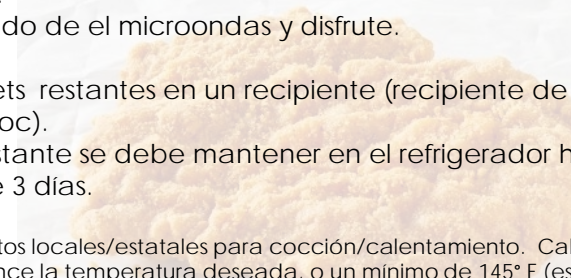 do de el microondas y disfrute.
ets restantes en un recipiente (recipiente de
oc).
stante se debe mantener en el refrigerador h
e 3 días.
tos locales/estatales para cocción/calentamiento. Cal
nce la temperatura deseada, o un mínimo de 145° F (es